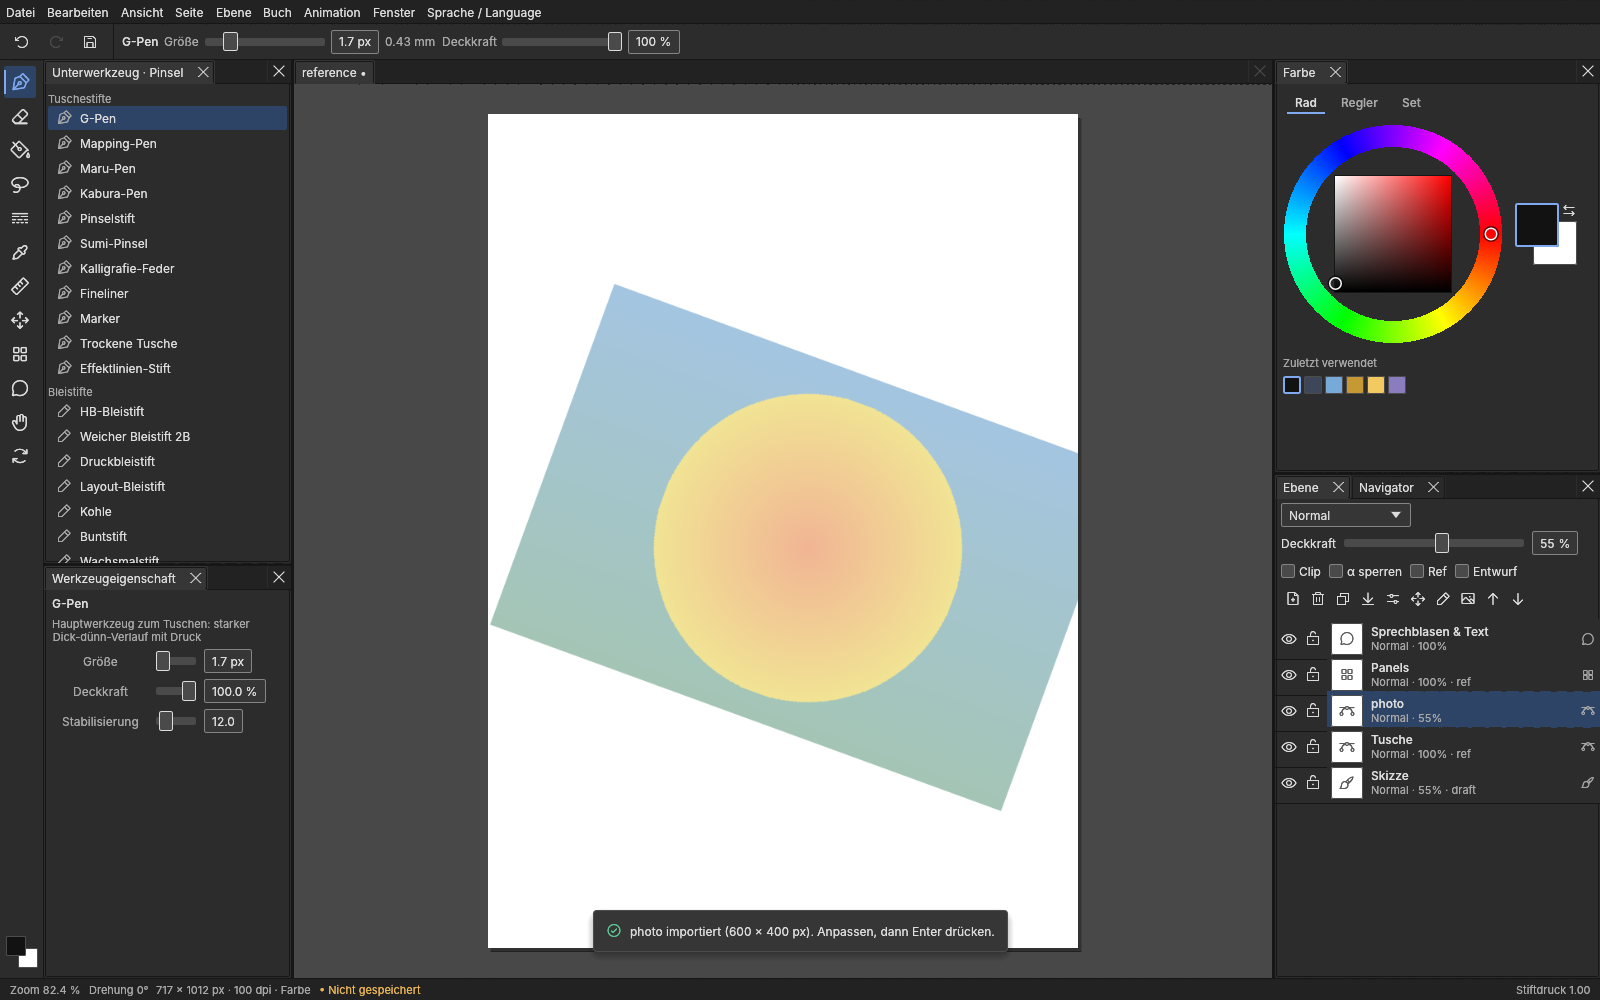 Datei Bearbeiten Ansicht Seite Ebene Buch Animation Fenster Sprache / Language
G-Pen Größe 1.7 px 0.43 mm Deckkraft 100 %
Unterwerkzeug · Pinsel
Tuschestifte
G-Pen
Mapping-Pen
Maru-Pen
Kabura-Pen
Pinselstift
Sumi-Pinsel
Kalligrafie-Feder
Fineliner
Marker
Trockene Tusche
Effektlinien-Stift
Bleistifte
HB-Bleistift
Weicher Bleistift 2B
Druckbleistift
Layout-Bleistift
Kohle
Buntstift
Wachsmalstift
Werkzeugeigenschaft
G-Pen
Hauptwerkzeug zum Tuschen: starker
Dick-dünn-Verlauf mit Druck
Größe 1.7 px
Deckkraft 100.0 %
Stabilisierung 12.0
reference •
photo importiert (600 × 400 px). Anpassen, dann Enter drücken.
Farbe
Rad Regler Set
Zuletzt verwendet
Ebene Navigator
Normal
Deckkraft 55 %
Clip α sperren Ref Entwurf
Sprechblasen & Text
Normal · 100%
Panels
Normal · 100% · ref
photo
Normal · 55%
Tusche
Normal · 100% · ref
Skizze
Normal · 55% · draft
Zoom 82.4 % Drehung 0° 717 × 1012 px · 100 dpi · Farbe • Nicht gespeichert
Stiftdruck 1.00